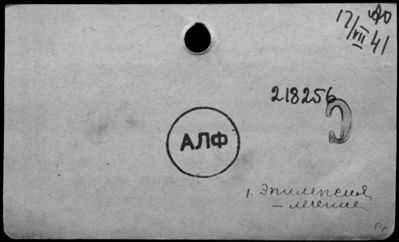 17/VII 41
218256
С
АЛФ
1. Эпилепсия
– лечение